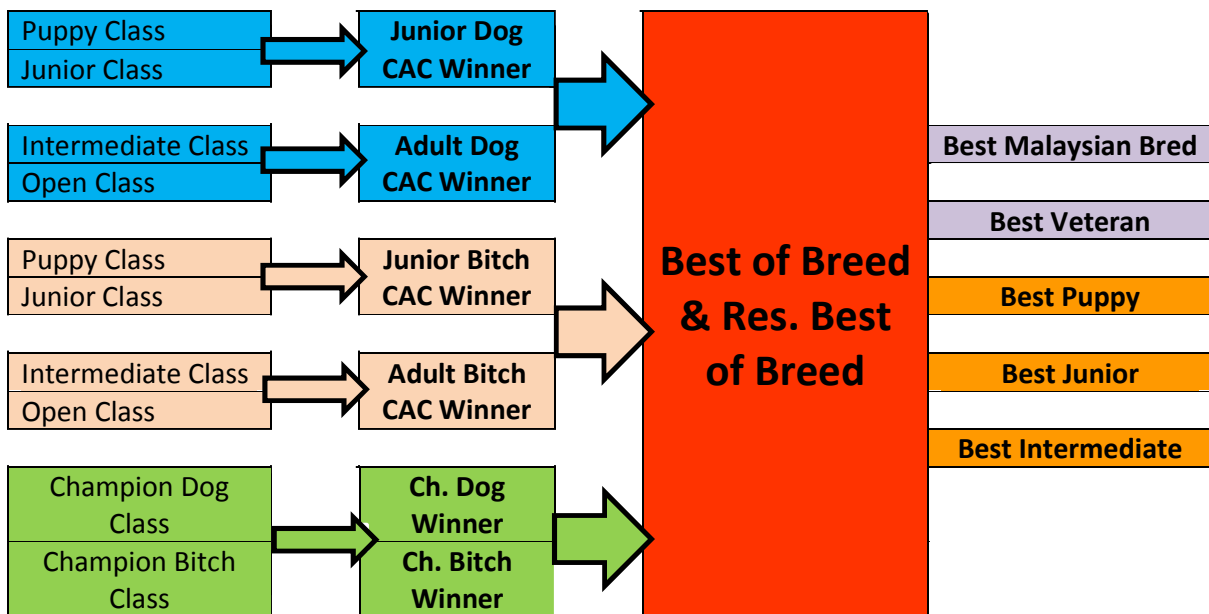 Puppy Class
Junior Class
Junior Dog
CAC Winner
Intermediate Class
Open Class
Adult Dog
CAC Winner
Puppy Class
Junior Class
Junior Bitch
CAC Winner
Intermediate Class
Open Class
Adult Bitch
CAC Winner
Champion Dog
Class
Champion Bitch
Class
Ch. Dog
Winner
Ch. Bitch
Winner
Best of Breed
& Res. Best
of Breed
Best Malaysian Bred
Best Veteran
Best Puppy
Best Junior
Best Intermediate